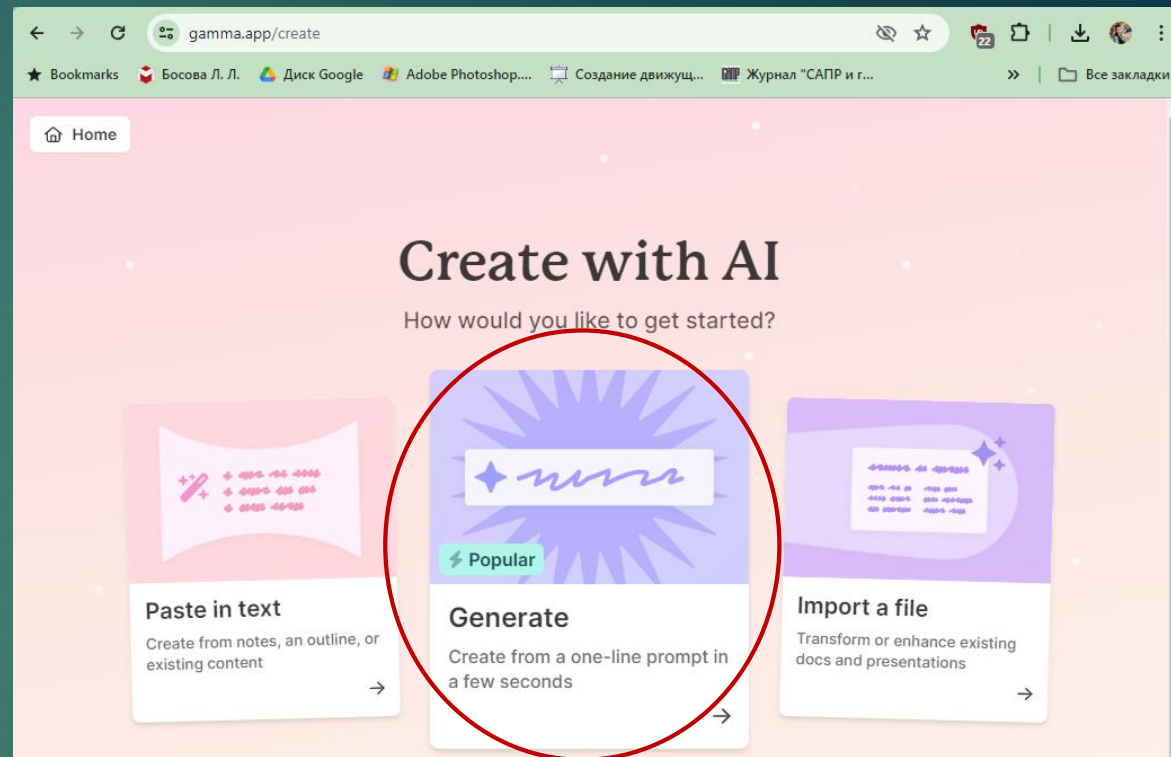 gamma.app/create
22
Bookmarks Босова Л. Л. Диск Google Adobe Photoshop.... Создание движущ... Журнал "САПР и г... » Все закладки
Home
Create with AI
How would you like to get started?
Popular
Paste in text
Create from notes, an outline, or
existing content
Generate
Create from a one-line prompt in
a few seconds
Import a file
Transform or enhance existing
docs and presentations